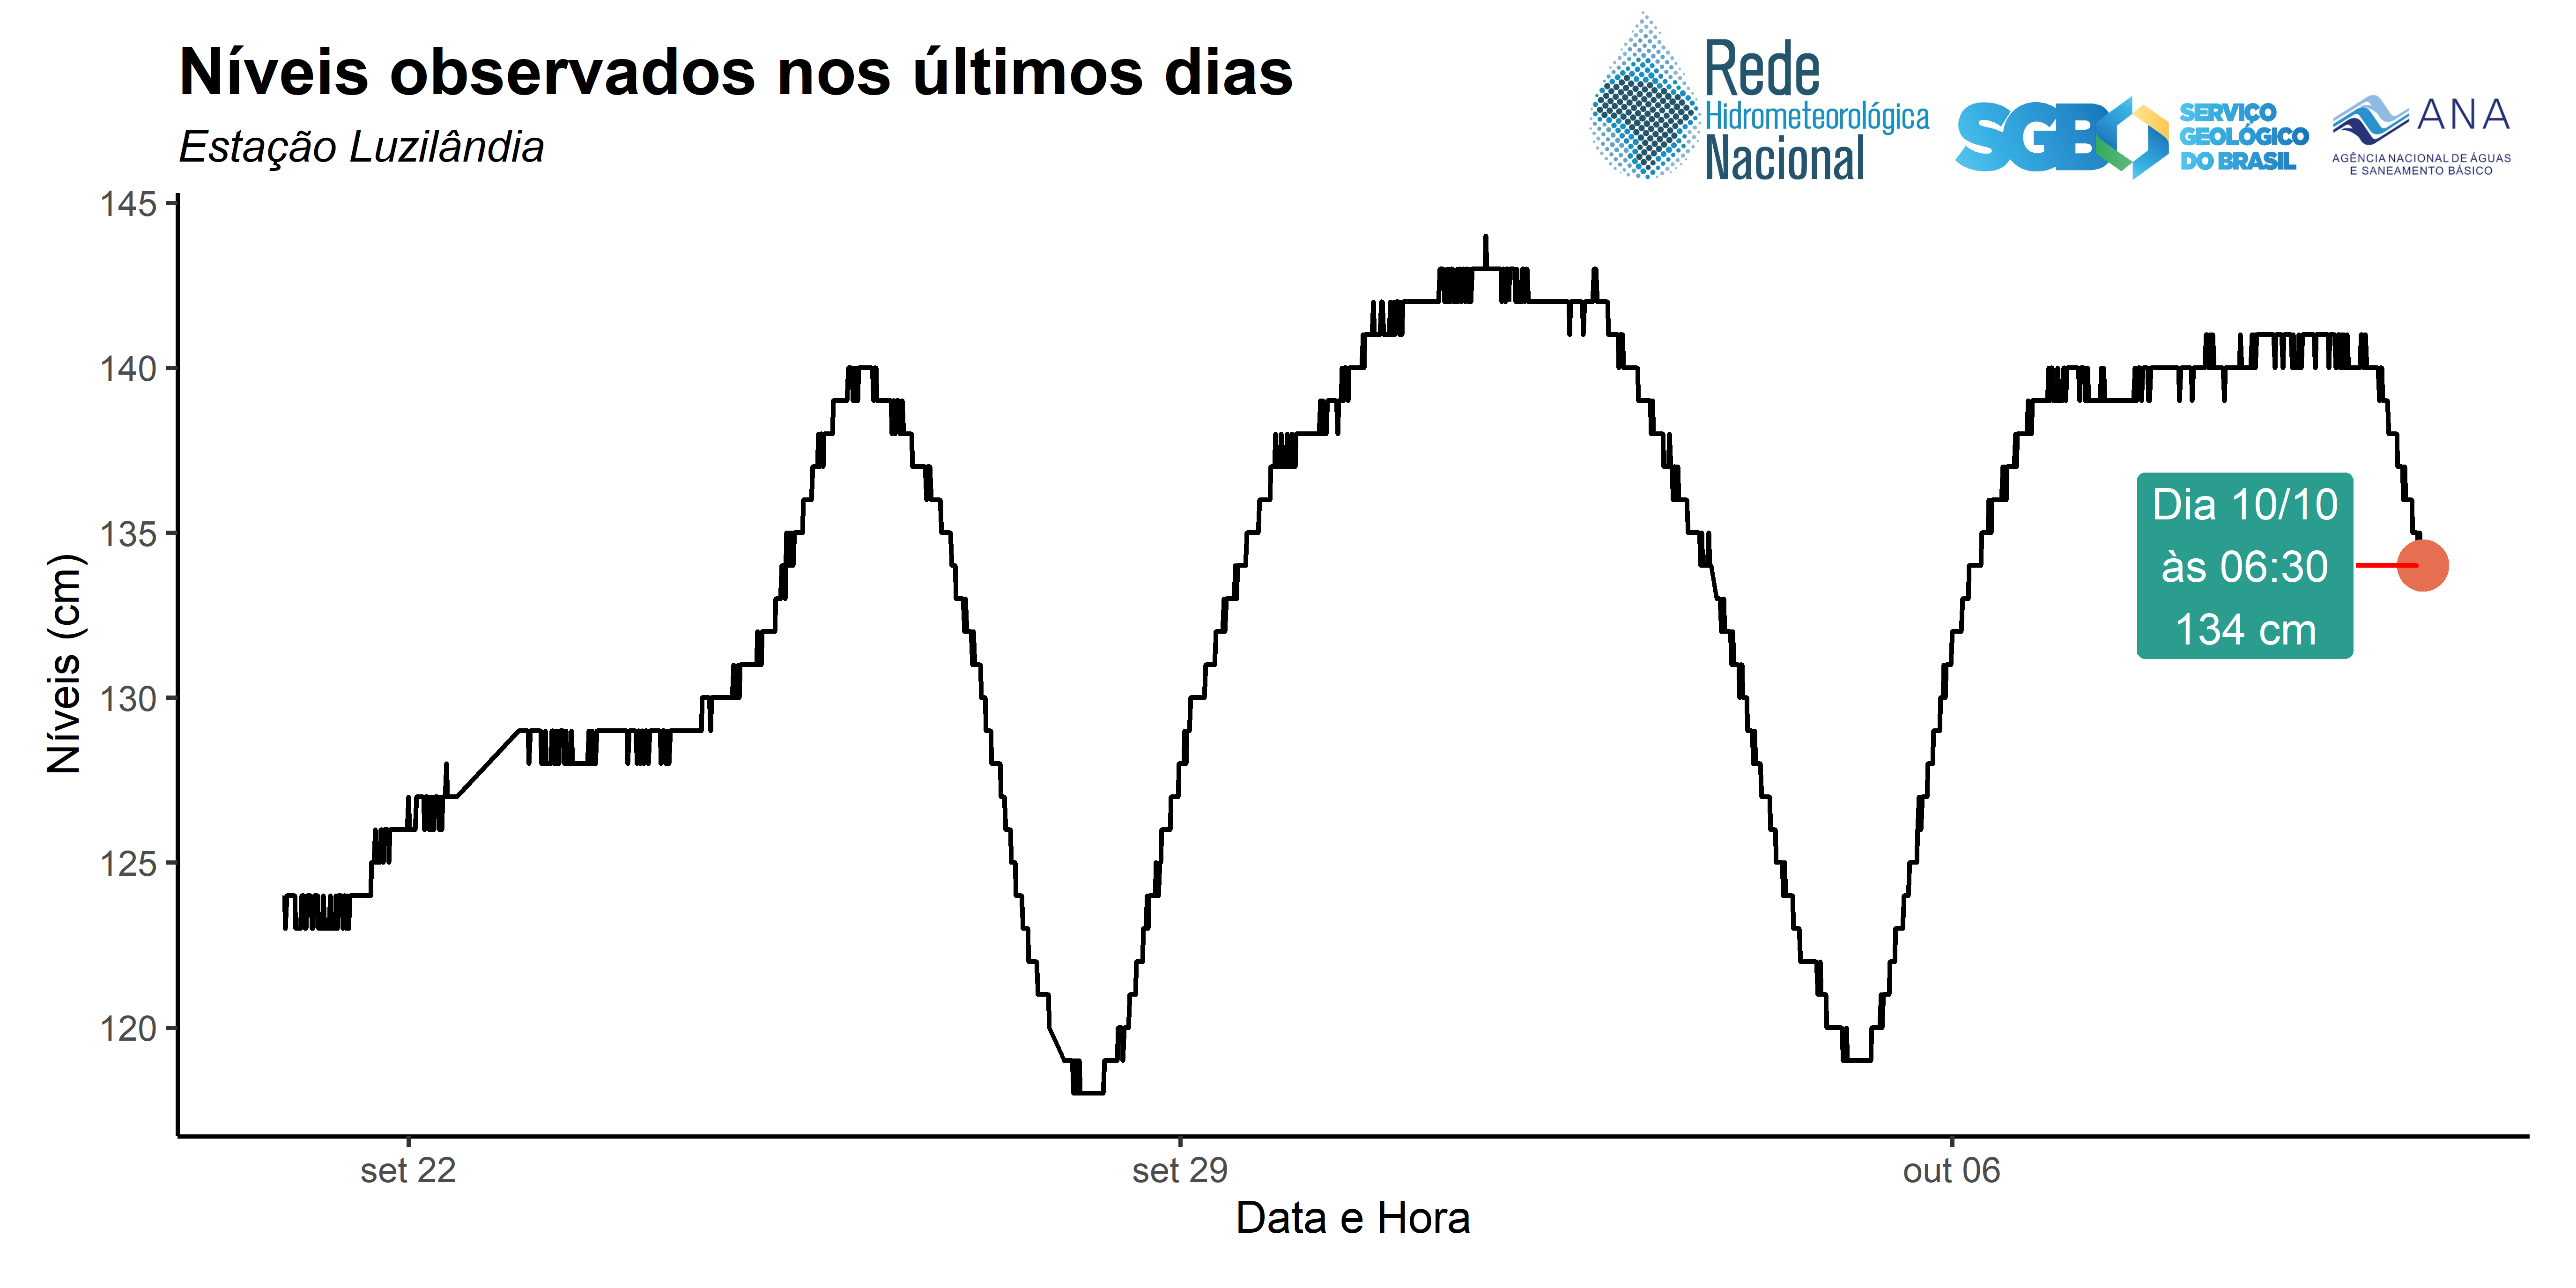 Níveis observados nos últimos dias
Estação Luzilândia
Rede
Hidrometeorológica
Nacional
SGB
SERVIÇO
GEOLÓGICO
DO BRASIL
ANA
AGÊNCIA NACIONAL DE ÁGUAS
E SANEAMENTO BÁSICO
145
140
135
130
125
120
Níveis (cm)
Dia 10/10
às 06:30
134 cm
set 22
set 29
out 06
Data e Hora